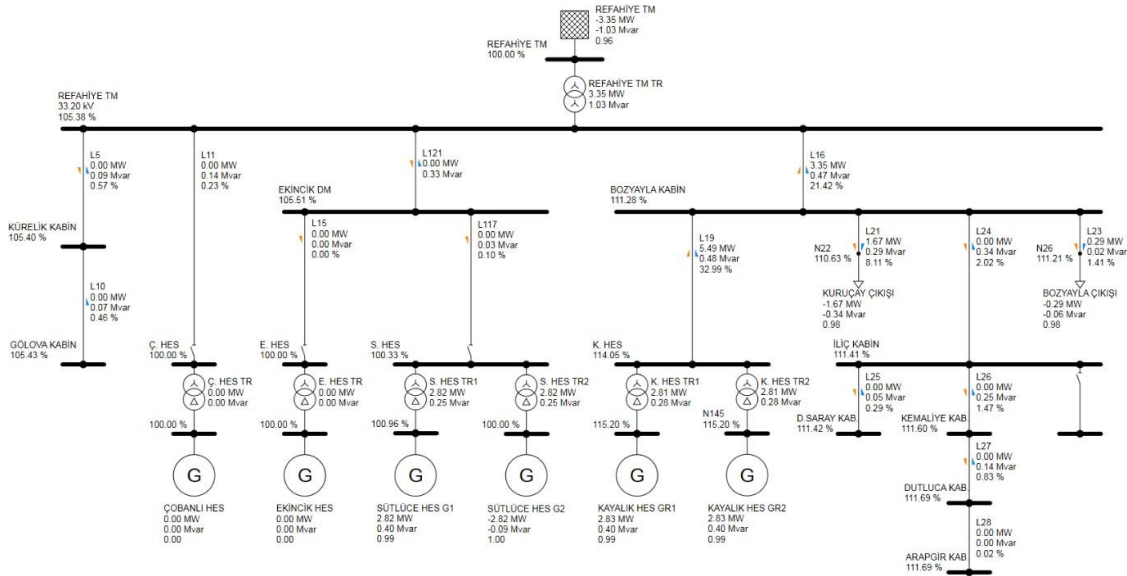 REFAHİYE TM
-3.35 MW
-1.03 Mvar
0.96
REFAHİYE TM
100.00 %
REFAHİYE TM TR
3.35 MW
1.03 Mvar
REFAHİYE TM
33.20 kV
105.38 %
L5
0.00 MW
0.09 Mvar
0.57 %
L11
0.00 MW
0.14 Mvar
0.23 %
L121
0.00 MW
0.33 Mvar
L16
3.35 MW
0.47 Mvar
21.42 %
EKİNCİK DM
105.51 %
BOZYAYLA KABİN
111.28 %
KÜRELİK KABİN
105.40 %
L15
0.00 MW
0.00 Mvar
0.00 %
L117
0.00 MW
0.03 Mvar
0.10 %
L19
5.49 MW
0.48 Mvar
32.99 %
N22
110.63 %
L21
1.67 MW
0.29 Mvar
8.11 %
L24
0.00 MW
0.34 Mvar
2.02 %
N26
111.21 %
L23
0.29 MW
0.02 Mvar
1.41 %
L10
0.00 MW
0.07 Mvar
0.46 %
KURUÇAY ÇIKIŞI
-1.67 MW
-0.34 Mvar
0.98
BOZYAYLA ÇIKIŞI
-0.29 MW
-0.06 Mvar
0.98
GÖLOVA KABİN
105.43 %
Ç. HES
100.00 %
E. HES
100.00 %
S. HES
100.33 %
K. HES
114.05 %
İLİÇ KABİN
111.41 %
Ç. HES TR
0.00 MW
0.00 Mvar
E. HES TR
0.00 MW
0.00 Mvar
S. HES TR1
2.82 MW
0.25 Mvar
S. HES TR2
2.82 MW
0.25 Mvar
K. HES TR1
2.81 MW
0.28 Mvar
K. HES TR2
2.81 MW
0.28 Mvar
L25
0.00 MW
0.05 Mvar
0.29 %
L26
0.00 MW
0.25 Mvar
1.47 %
100.00 %
100.00 %
100.96 %
100.00 %
115.20 %
N145
115.20 %
D.SARAY KAB.
111.42 %
KEMALİYE KAB.
111.60 %
G
G
G
G
G
G
L27
0.00 MW
0.14 Mvar
0.83 %
DUTLUCA KAB.
111.69 %
ÇOBANLI HES
0.00 MW
0.00 Mvar
0.00
EKİNCİK HES
0.00 MW
0.00 Mvar
0.00
SÜTLÜCE HES G1
2.82 MW
0.40 Mvar
0.99
SÜTLÜCE HES G2
-2.82 MW
-0.09 Mvar
1.00
KAYALIK HES GR1
2.83 MW
0.40 Mvar
0.99
KAYALIK HES GR2
2.83 MW
0.40 Mvar
0.99
L28
0.00 MW
0.00 Mvar
0.02 %
ARAPGİR KAB.
111.69 %